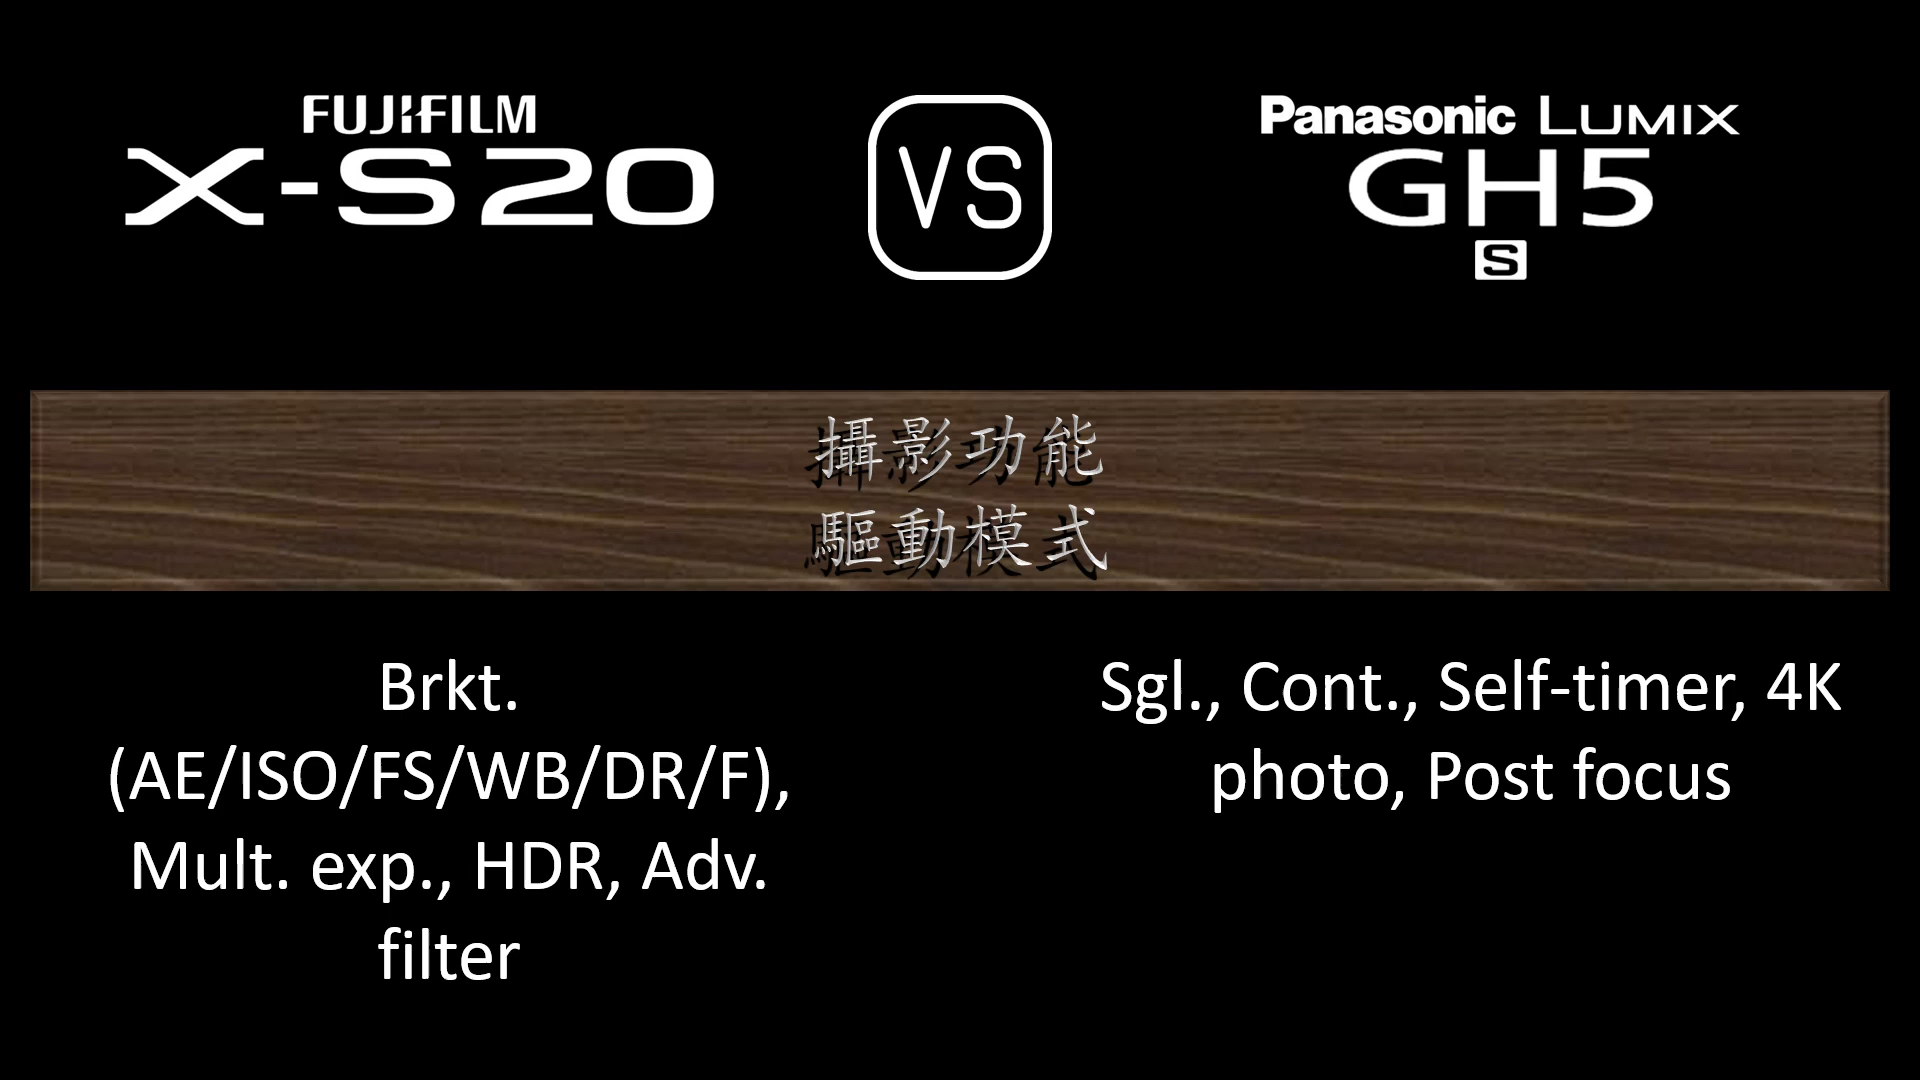 FUJIFILM
X-S20
VS
Panasonic LUMIX
GH5
S
攝影功能
驅動模式
Brkt.
(AE/ISO/FS/WB/DR/F),
Mult. exp., HDR, Adv.
filter
Sgl., Cont., Self-timer, 4K
photo, Post focus